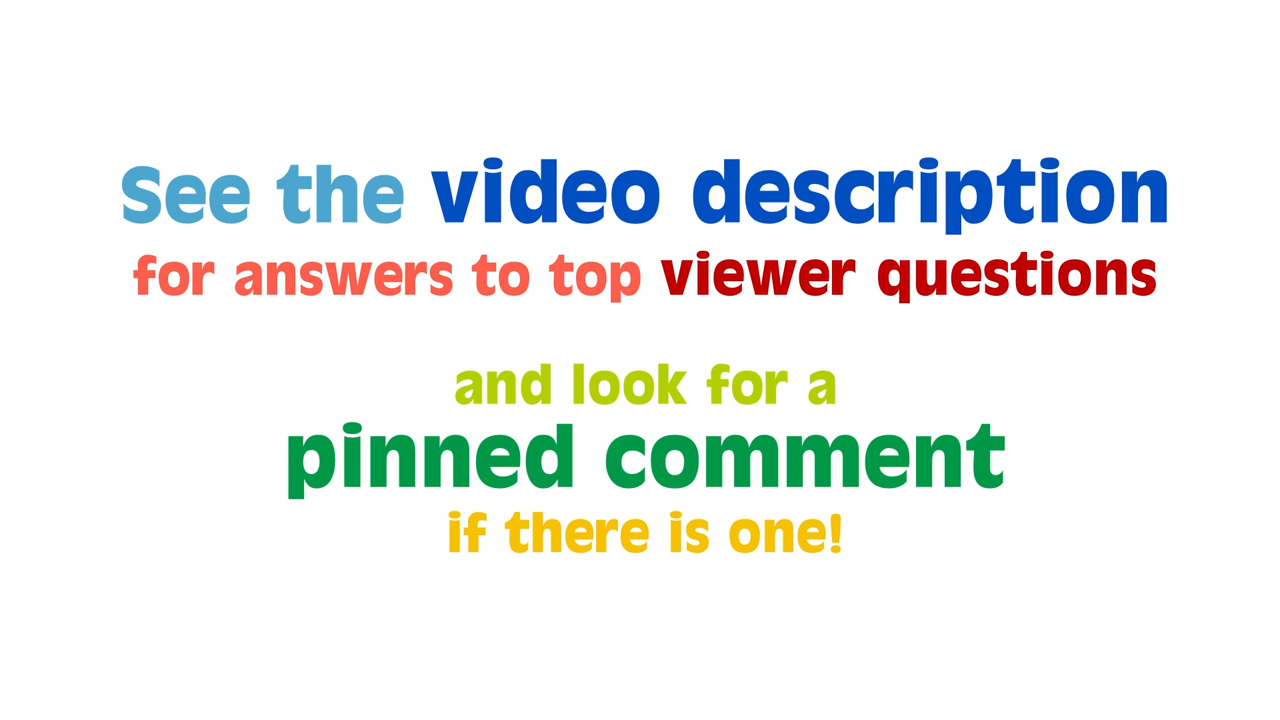 See the video description
for answers to top viewer questions
and look for a
pinned comment
if there is one!